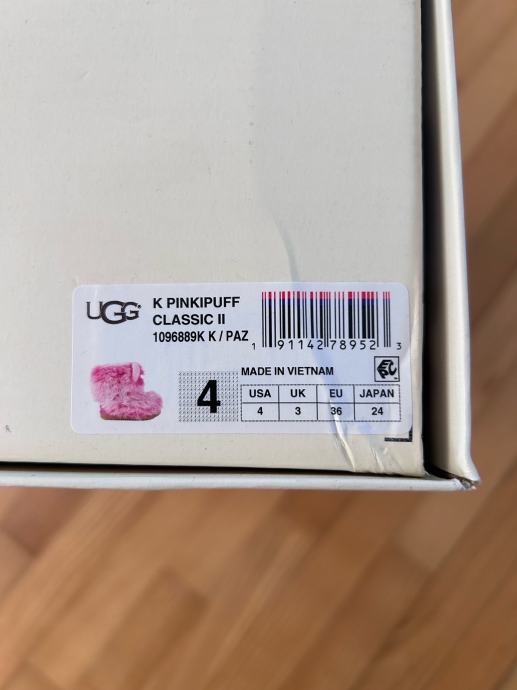 UGG®
K PINKIPUFF
CLASSIC II
1096889K K / PAZ
1 91142 78952 3
MADE IN VIETNAM
4
USA UK EU JAPAN
4 3 36 24